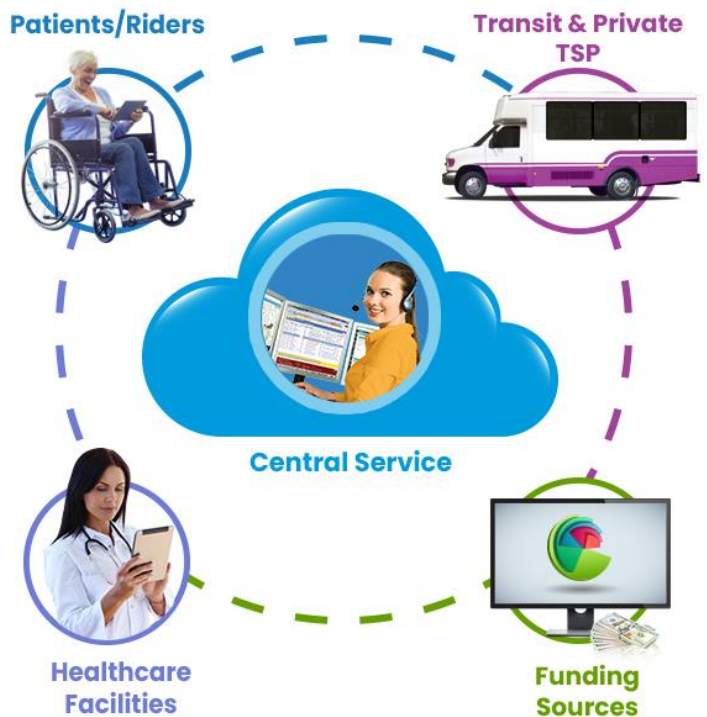 Patients/Riders
Transit & Private
TSP
Central Service
Healthcare
Facilities
Funding
Sources